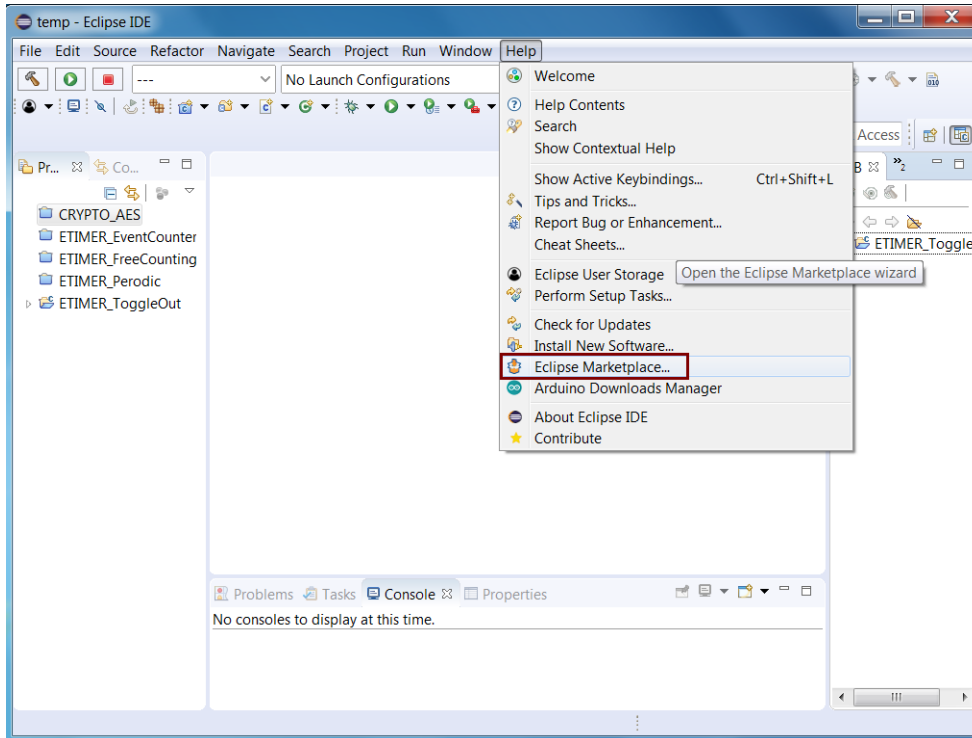 temp - Eclipse IDE
File Edit Source Refactor Navigate Search Project Run Window Help
--- No Launch Configurations
Welcome
Help Contents
Search
Show Contextual Help
Show Active Keybindings... Ctrl+Shift+L
Tips and Tricks...
Report Bug or Enhancement...
Cheat Sheets...
Eclipse User Storage
Open the Eclipse Marketplace wizard
Perform Setup Tasks...
Check for Updates
Install New Software...
Eclipse Marketplace...
Arduino Downloads Manager
About Eclipse IDE
Contribute
010
Access
Pr... Co...
B »2
CRYPTO_AES
ETIMER_EventCounter
ETIMER_FreeCounting
ETIMER_Perodic
ETIMER_ToggleOut
ETIMER_Toggle
Problems Tasks Console Properties
No consoles to display at this time.